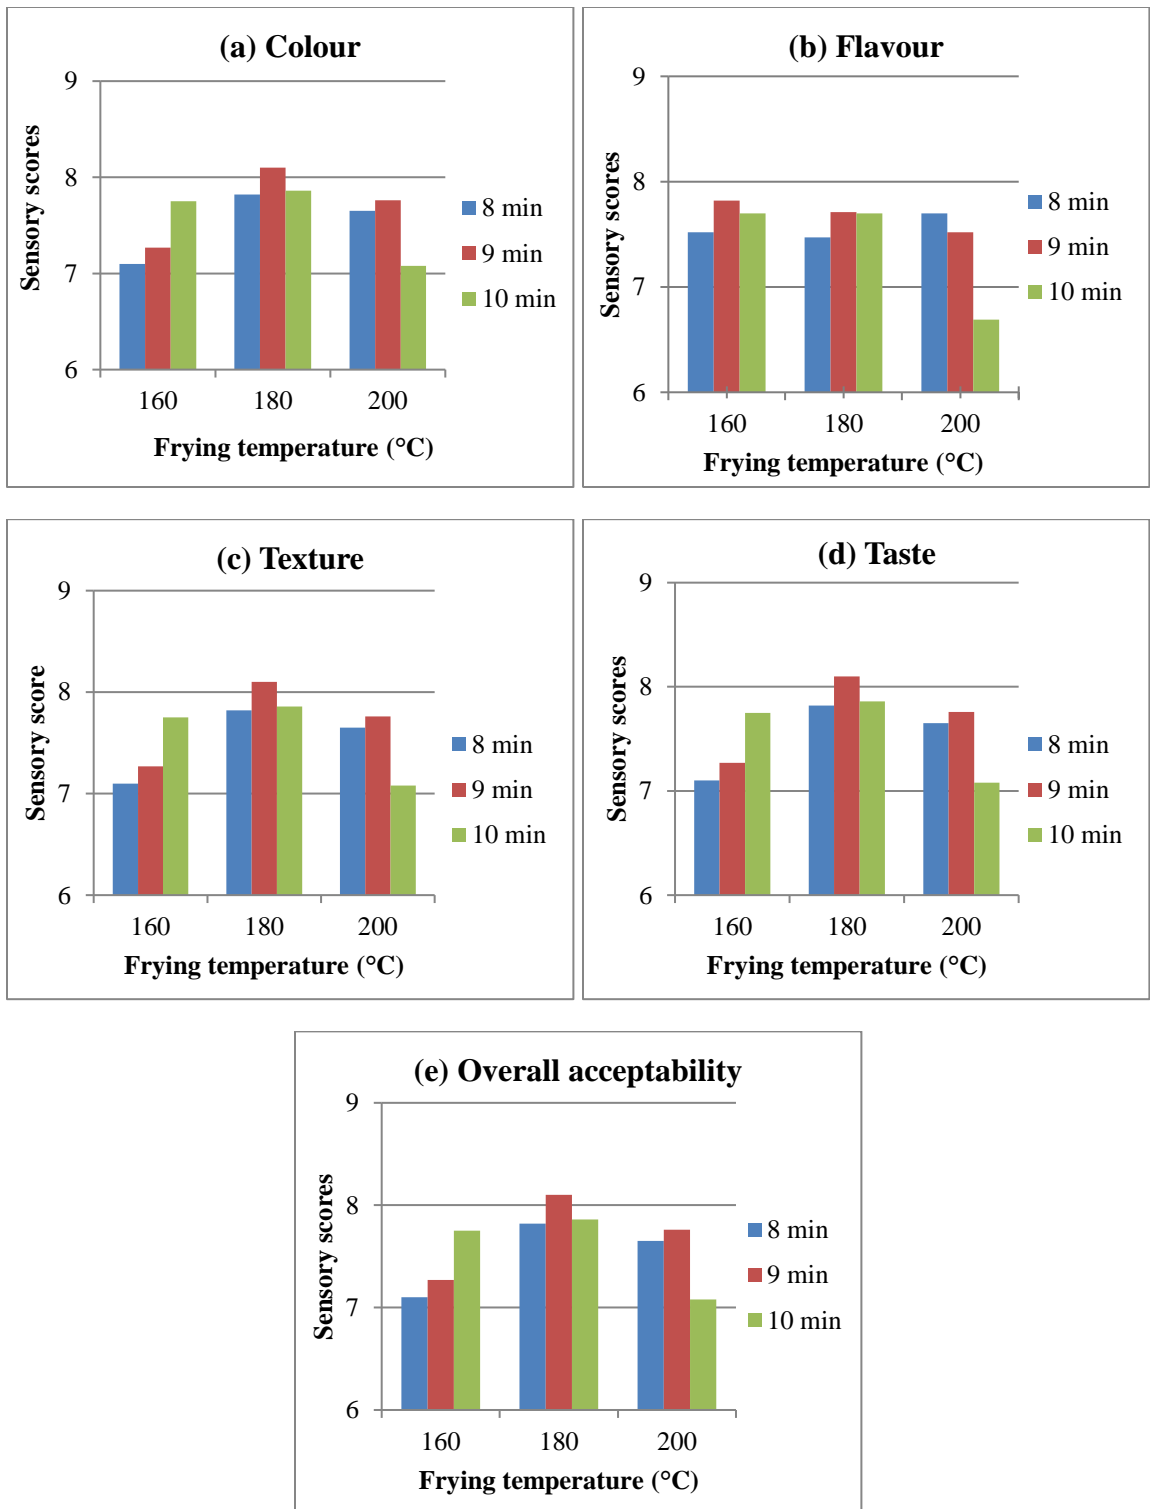 (a) Colour
Sensory scores
9
8
7
6
160 180 200
Frying temperature (°C)
8 min
9 min
10 min
(b) Flavour
Sensory scores
9
8
7
6
160 180 200
Frying temperature (°C)
8 min
9 min
10 min
(c) Texture
Sensory score
9
8
7
6
160 180 200
Frying temperature (°C)
8 min
9 min
10 min
(d) Taste
Sensory scores
9
8
7
6
160 180 200
Frying temperature (°C)
8 min
9 min
10 min
(e) Overall acceptability
Sensory scores
9
8
7
6
160 180 200
Frying temperature (°C)
8 min
9 min
10 min